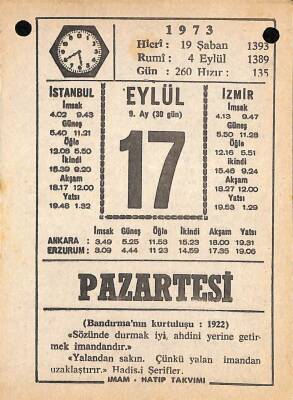 1973
Hicrî : 19 Şaban 1393
Rumî : 4 Eylül 1389
Gün : 260 Hızır : 135
İSTANBUL
İmsak
4.02 9.43
Güneş
5.40 11.21
Öğle
12.06 5.50
İkindi
15.39 9.20
Akşam
18.17 12.00
Yatsı
19.48 1.32
EYLÜL
9. Ay (30 gün)
17
İZMİR
İmsak
4.13 9.47
Güneş
5.50 11.28
Öğle
12.16 5.51
ikindi
15.46 9.24
Akşam
18.27 12.00
Yatsı
19.53 1.29
İmsak Güneş Öğle İkindi Akşam Yatsı
ANKARA : 3.49 5.25 11.53 15.23 18.00 19.31
ERZURUM : 3.09 4.44 11.23 14.59 17.35 19.06
PAZARTESİ
(Bandırma'nın kurtuluşu : 1922)
«Sözünde durmak iyi, ahdini yerine getir-
mek imandandır.»
«Yalandan sakın. Çünkü yalan imandan
uzaklaştırır.» Hadis.i Şerifler.
İMAM - HATİP TAKVİMİ